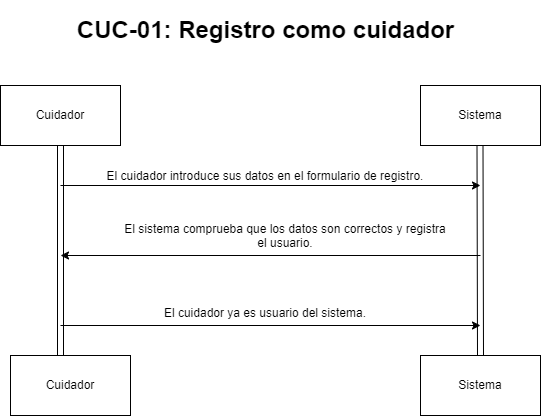 CUC-01: Registro como cuidador
Cuidador
Sistema
El cuidador introduce sus datos en el formulario de registro.
El sistema comprueba que los datos son correctos y registra
el usuario.
El cuidador ya es usuario del sistema.
Cuidador
Sistema